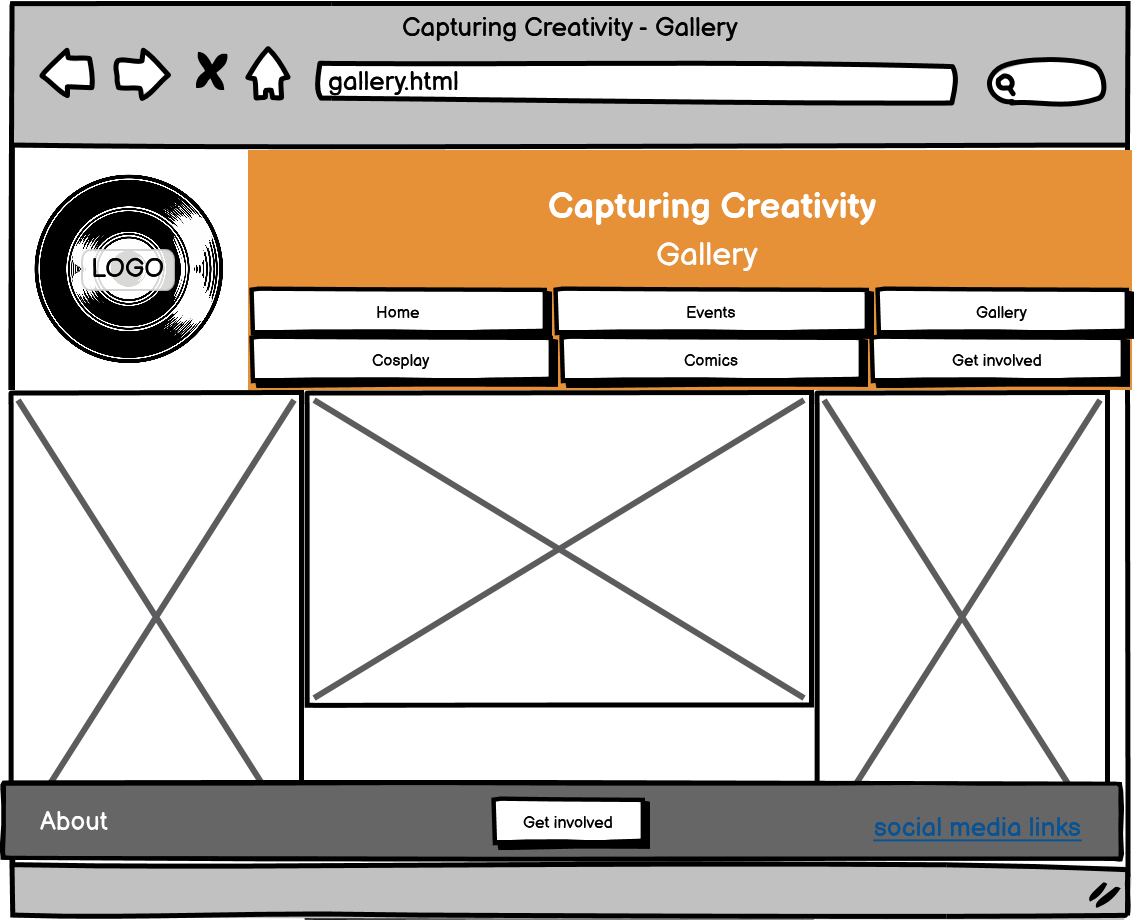 Capturing Creativity - Gallery
gallery.html
LOGO
Capturing Creativity
Gallery
Home
Events
Gallery
Cosplay
Comics
Get involved
About
Get involved
social media links